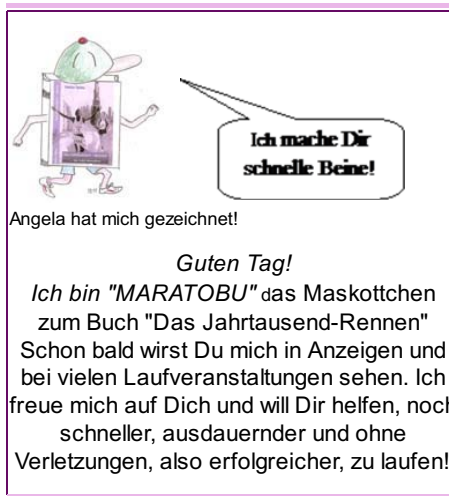 Ich mache Dir
schnelle Beine!
Angela hat mich gezeichnet!
Guten Tag!
Ich bin "MARATOBU" das Maskottchen
zum Buch "Das Jahrtausend-Rennen"
Schon bald wirst Du mich in Anzeigen und
bei vielen Laufveranstaltungen sehen. Ich
freue mich auf Dich und will Dir helfen, noch
schneller, ausdauernder und ohne
Verletzungen, also erfolgreicher, zu laufen!